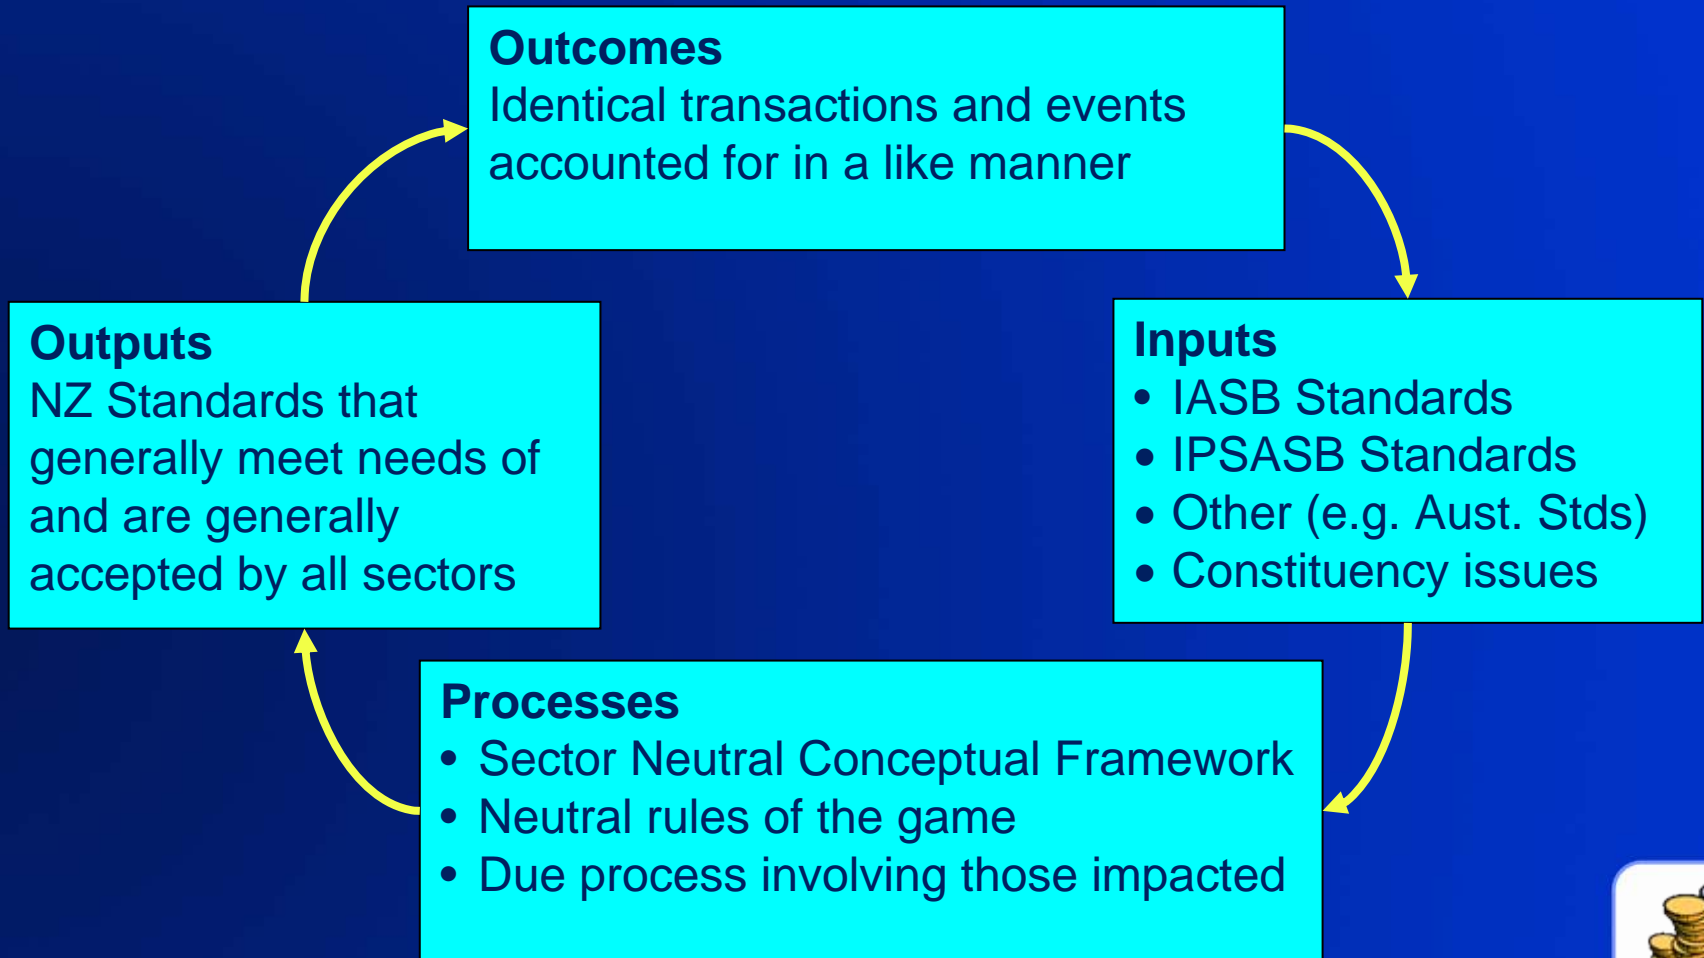 Outcomes
Identical transactions and events
accounted for in a like manner
Outputs
NZ Standards that
generally meet needs of
and are generally
accepted by all sectors
Inputs
• IASB Standards
• IPSASB Standards
• Other (e.g. Aust. Stds)
• Constituency issues
Processes
• Sector Neutral Conceptual Framework
• Neutral rules of the game
• Due process involving those impacted